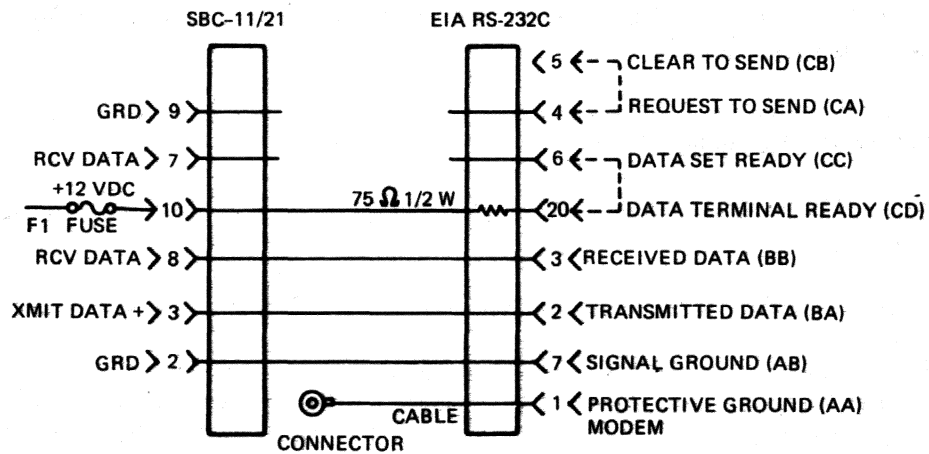 SBC-11/21 EIA RS-232C
5 CLEAR TO SEND (CB)
GRD 9 4 REQUEST TO SEND (CA)
RCV DATA 7 6 DATA SET READY (CC)
+12 VDC
F1 FUSE 10 75 Ω 1/2 W 20 DATA TERMINAL READY (CD)
RCV DATA 8 3 RECEIVED DATA (BB)
XMIT DATA + 3 2 TRANSMITTED DATA (BA)
GRD 2 7 SIGNAL GROUND (AB)
CABLE 1 PROTECTIVE GROUND (AA)
CONNECTOR MODEM